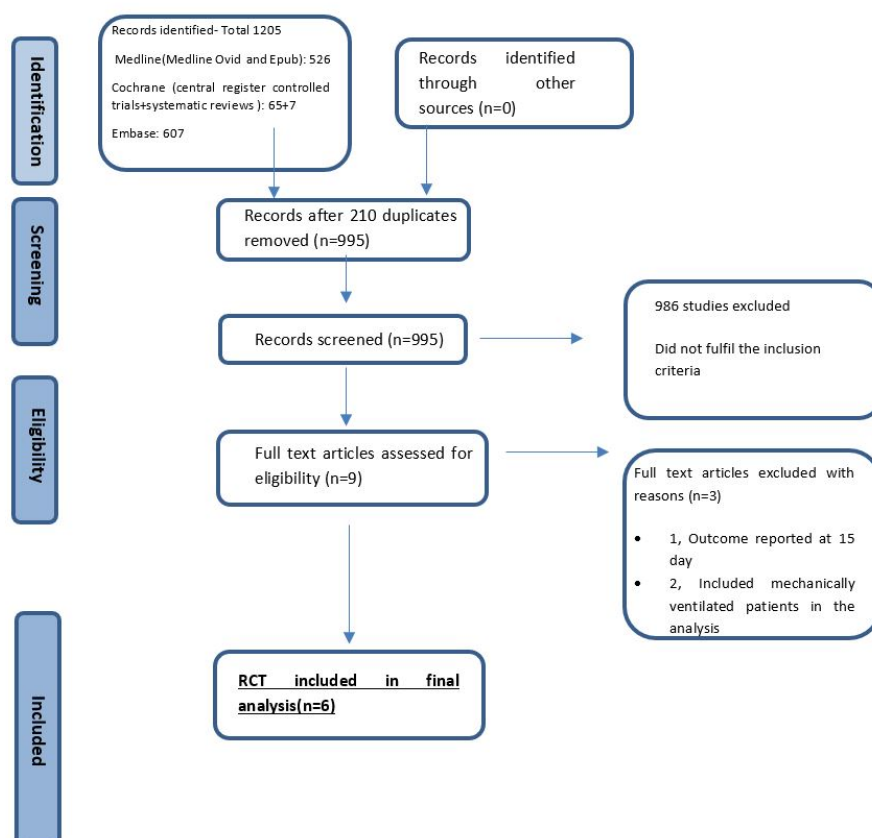 Identification
Records identified- Total 1205
Medline(Medline Ovid and Epub): 526
Cochrane (central register controlled
trials+systematic reviews ): 65+7
Embase: 607
Records identified
through other
sources (n=0)
Screening
Records after 210 duplicates
removed (n=995)
Records screened (n=995)
986 studies excluded
Did not fulfil the inclusion
criteria
Eligibility
Full text articles assessed for
eligibility (n=9)
Full text articles excluded with
reasons (n=3)
• 1, Outcome reported at 15
day
• 2, Included mechanically
ventilated patients in the
analysis
Included
RCT included in final
analysis(n=6)